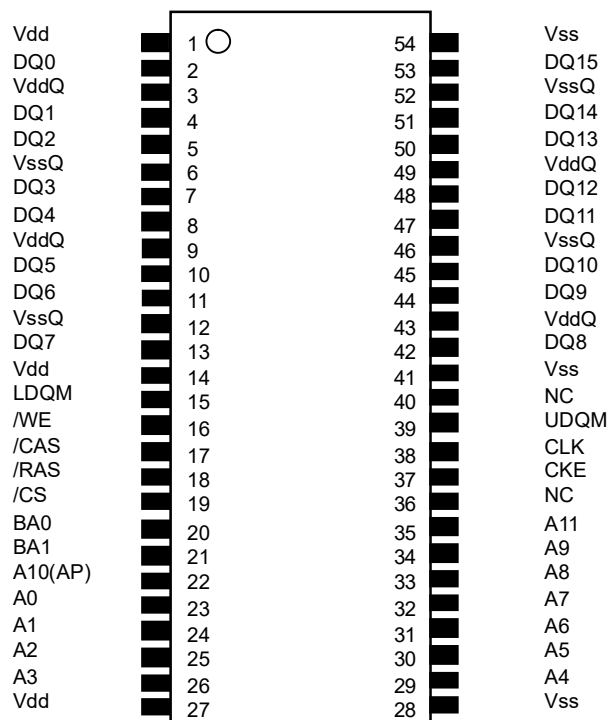 Vdd 1 54 Vss
DQ0 2 53 DQ15
VddQ 3 52 VssQ
DQ1 4 51 DQ14
DQ2 5 50 DQ13
VssQ 6 49 VddQ
DQ3 7 48 DQ12
DQ4 8 47 DQ11
VddQ 9 46 VssQ
DQ5 10 45 DQ10
DQ6 11 44 DQ9
VssQ 12 43 VddQ
DQ7 13 42 DQ8
Vdd 14 41 Vss
LDQM 15 40 NC
/WE 16 39 UDQM
/CAS 17 38 CLK
/RAS 18 37 CKE
/CS 19 36 NC
BA0 20 35 A11
BA1 21 34 A9
A10(AP) 22 33 A8
A0 23 32 A7
A1 24 31 A6
A2 25 30 A5
A3 26 29 A4
Vdd 27 28 Vss